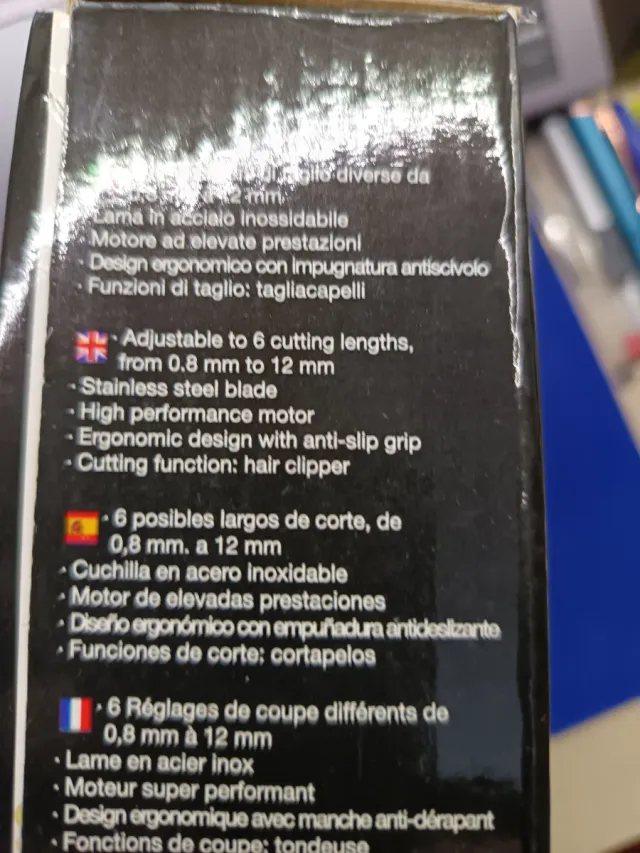 diverse da
2 mm
Lama in acciaio inossidabile
· Motore ad elevate prestazioni
· Design ergonomico con impugnatura antiscivolo
· Funzioni di taglio: tagliacapelli
· Adjustable to 6 cutting lengths,
from 0.8 mm to 12 mm
· Stainless steel blade
· High performance motor
· Ergonomic design with anti-slip grip
· Cutting function: hair clipper
· 6 posibles largos de corte, de
0,8 mm. a 12 mm
· Cuchilla en acero inoxidable
· Motor de elevadas prestaciones
· Diseño ergonómico con empuñadura antideslizante
· Funciones de corte: cortapelos
· 6 Réglages de coupe différents de
0,8 mm à 12 mm
· Lame en acier inox
· Moteur super performant
· Design ergonomique avec manche anti-dérapant
· Fonctions de coupe: tondeuse